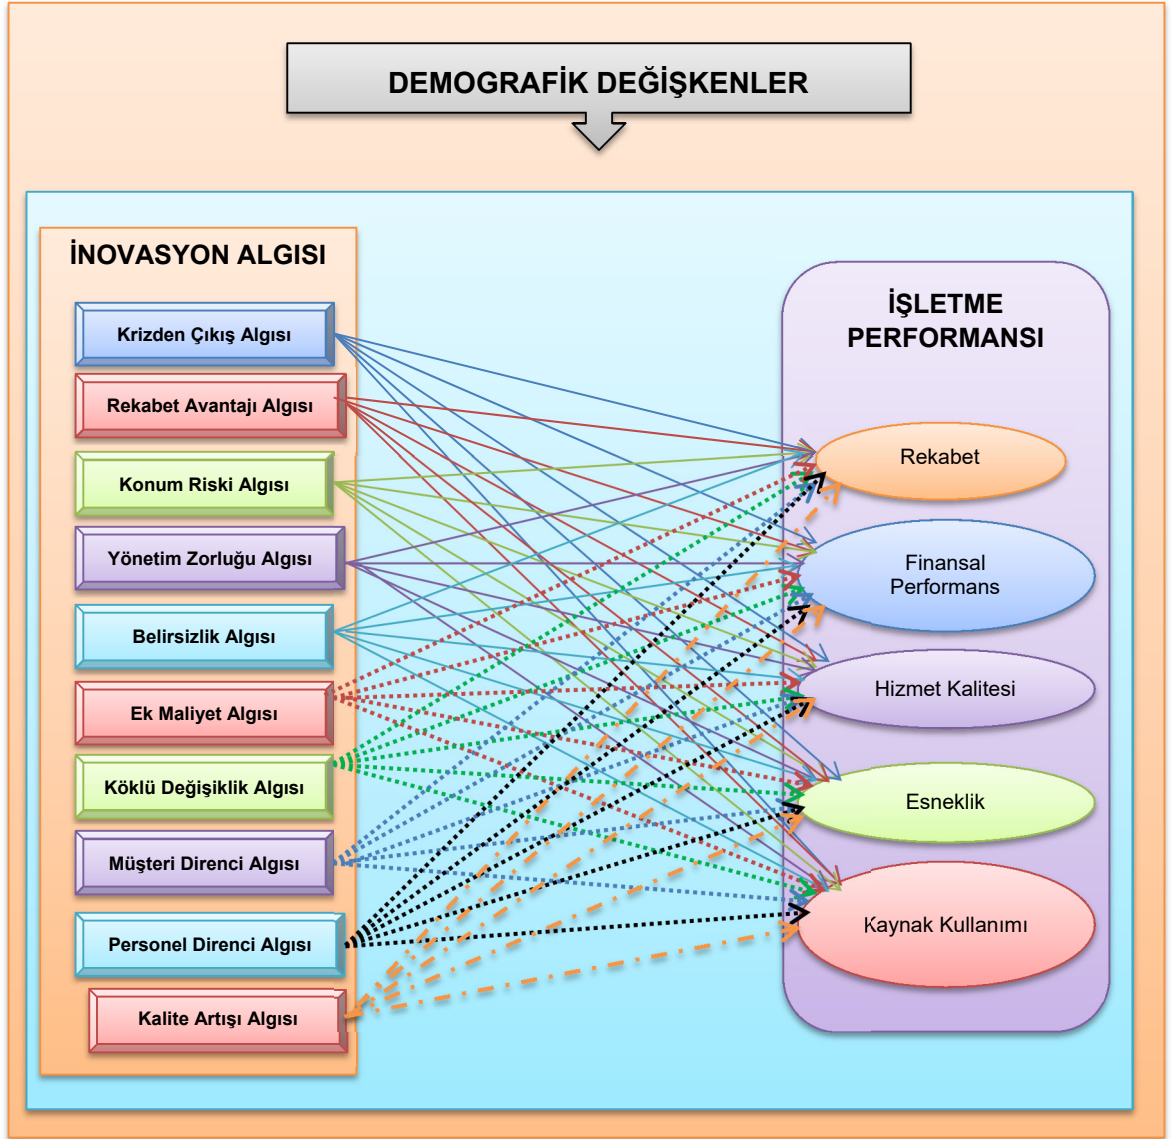 DEMOGRAFİK DEĞİŞKENLER
İNOVASYON ALGISI
Krizden Çıkış Algısı
Rekabet Avantajı Algısı
Konum Riski Algısı
Yönetim Zorluğu Algısı
Belirsizlik Algısı
Ek Maliyet Algısı
Köklü Değişiklik Algısı
Müşteri Direnci Algısı
Personel Direnci Algısı
Kalite Artışı Algısı
İŞLETME
PERFORMANSI
Rekabet
Finansal
Performans
Hizmet Kalitesi
Esneklik
Kaynak Kullanımı